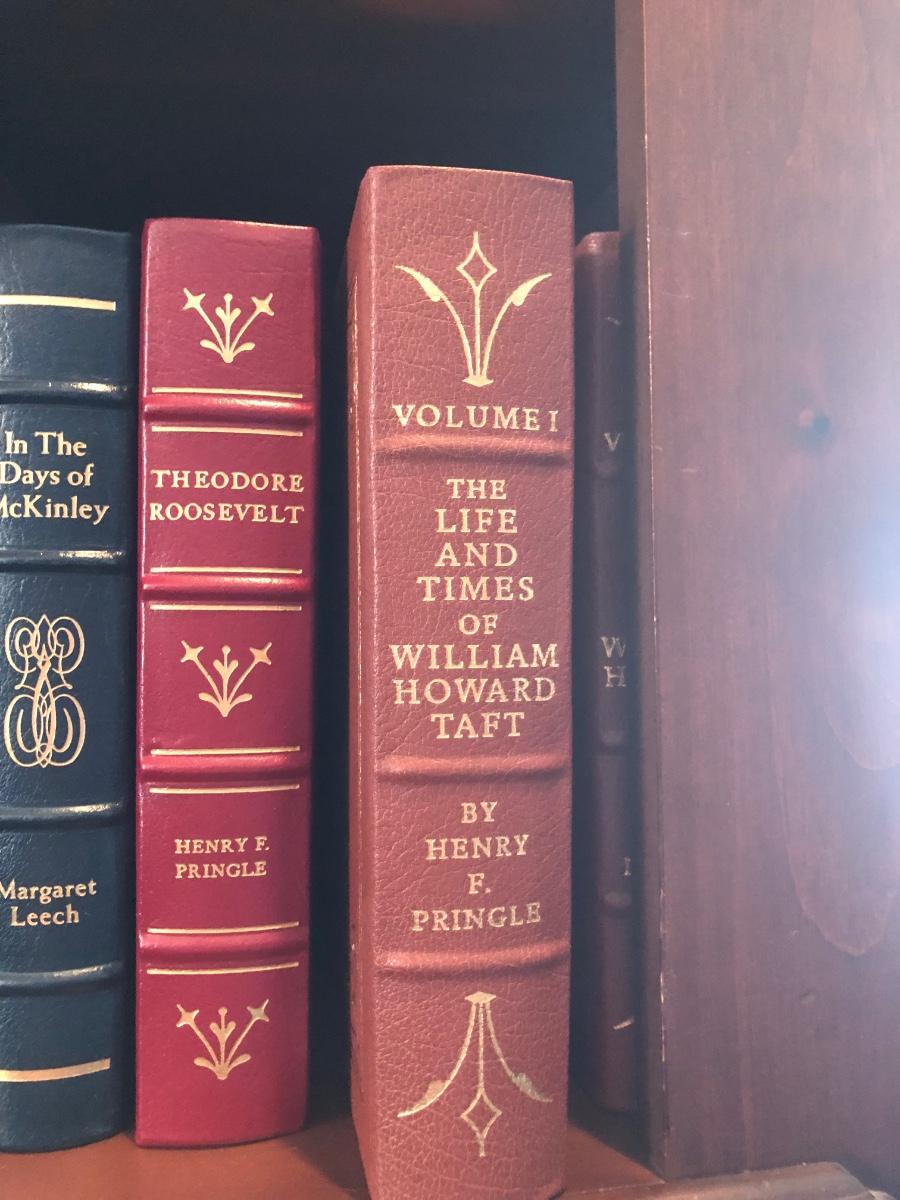 In The
Days of
McKinley
Margaret
Leech
THEODORE
ROOSEVELT
HENRY F.
PRINGLE
VOLUME I
THE
LIFE
AND
TIMES
OF
WILLIAM
HOWARD
TAFT
BY
HENRY
F.
PRINGLE